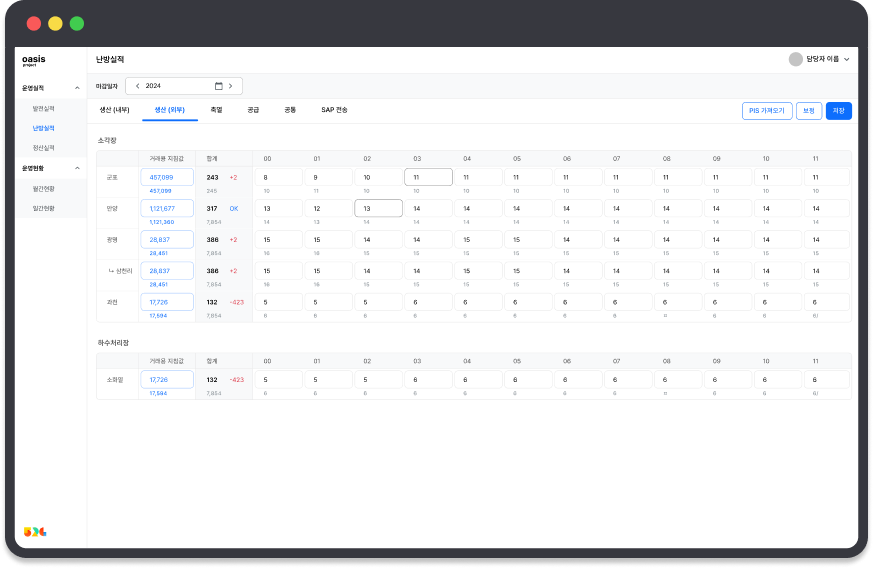 oasis
project
운영실적
발전실적
난방실적
정산실적
운영현황
월간현황
일간현황
난방실적
담당자 이름
마감일자
2024
생산 (내부) 생산 (외부) 축열 공급 공통 SAP 전송
PIS 가져오기 보정 저장
소각장
거래용 지침값 합계 00 01 02 03 04 05 06 07 08 09 10 11
군포 457,099 243 +2 8 9 10 11 11 11 11 11 11 11 11 11
457,099 245 10 11 10 10 10 10 10 10 10 10 10 10
안양 1,121,677 317 OK 13 12 13 14 14 14 14 14 14 14 14 14
1,121,360 7,854 14 13 14 14 14 14 14 14 14 14 14 14
광명 28,837 386 +2 15 15 14 14 15 15 14 14 14 14 14 14
28,451 7,854 16 16 15 15 15 15 15 15 15 15 15 15
↳ 삼천리 28,837 386 +2 15 15 14 14 15 15 14 14 14 14 14 14
28,451 7,854 16 16 15 15 15 15 15 15 15 15 15 15
과천 17,726 132 -423 5 5 5 6 6 6 6 6 6 6 6 6
17,594 7,854 6 6 6 6 6 6 6 6 6 6 6/
하수처리장
거래용 지침값 합계 00 01 02 03 04 05 06 07 08 09 10 11
소화열 17,726 132 -423 5 5 5 6 6 6 6 6 6 6 6 6
17,594 7,854 6 6 6 6 6 6 6 6 6 6 6/